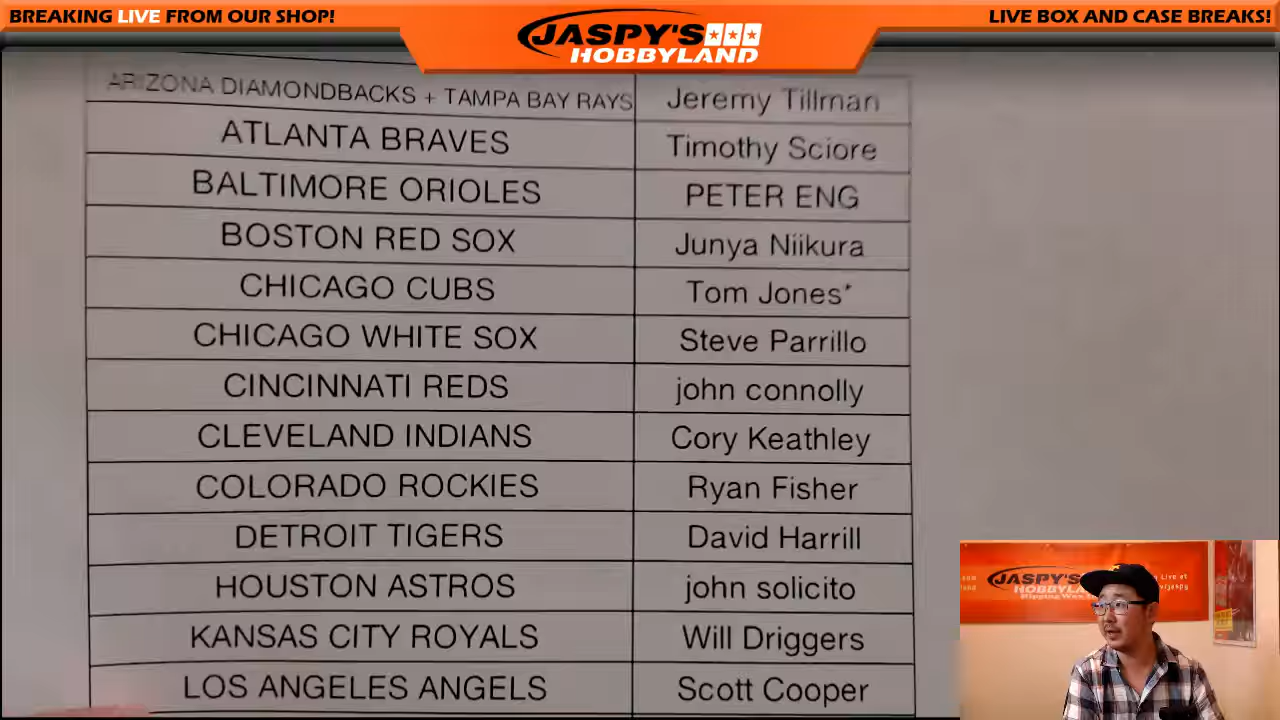 BREAKING LIVE FROM OUR SHOP!
JASPY'S
HOBBYLAND
LIVE BOX AND CASE BREAKS!
ARIZONA DIAMONDBACKS + TAMPA BAY RAYS Jeremy Tillman
ATLANTA BRAVES Timothy Sciore
BALTIMORE ORIOLES PETER ENG
BOSTON RED SOX Junya Niikura
CHICAGO CUBS Tom Jones*
CHICAGO WHITE SOX Steve Parrillo
CINCINNATI REDS john connolly
CLEVELAND INDIANS Cory Keathley
COLORADO ROCKIES Ryan Fisher
DETROIT TIGERS David Harrill
HOUSTON ASTROS john solicito
KANSAS CITY ROYALS Will Driggers
LOS ANGELES ANGELS Scott Cooper
JASPY'S
HOBBYLAND